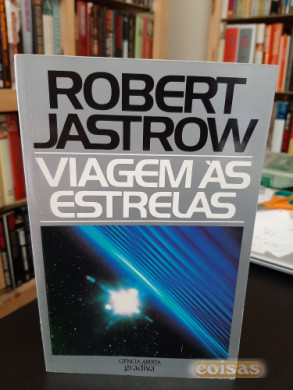 ROBERT
JASTROW
VIAGEM ÀS
ESTRELAS
CIÊNCIA ABERTA
gradiva
coisas